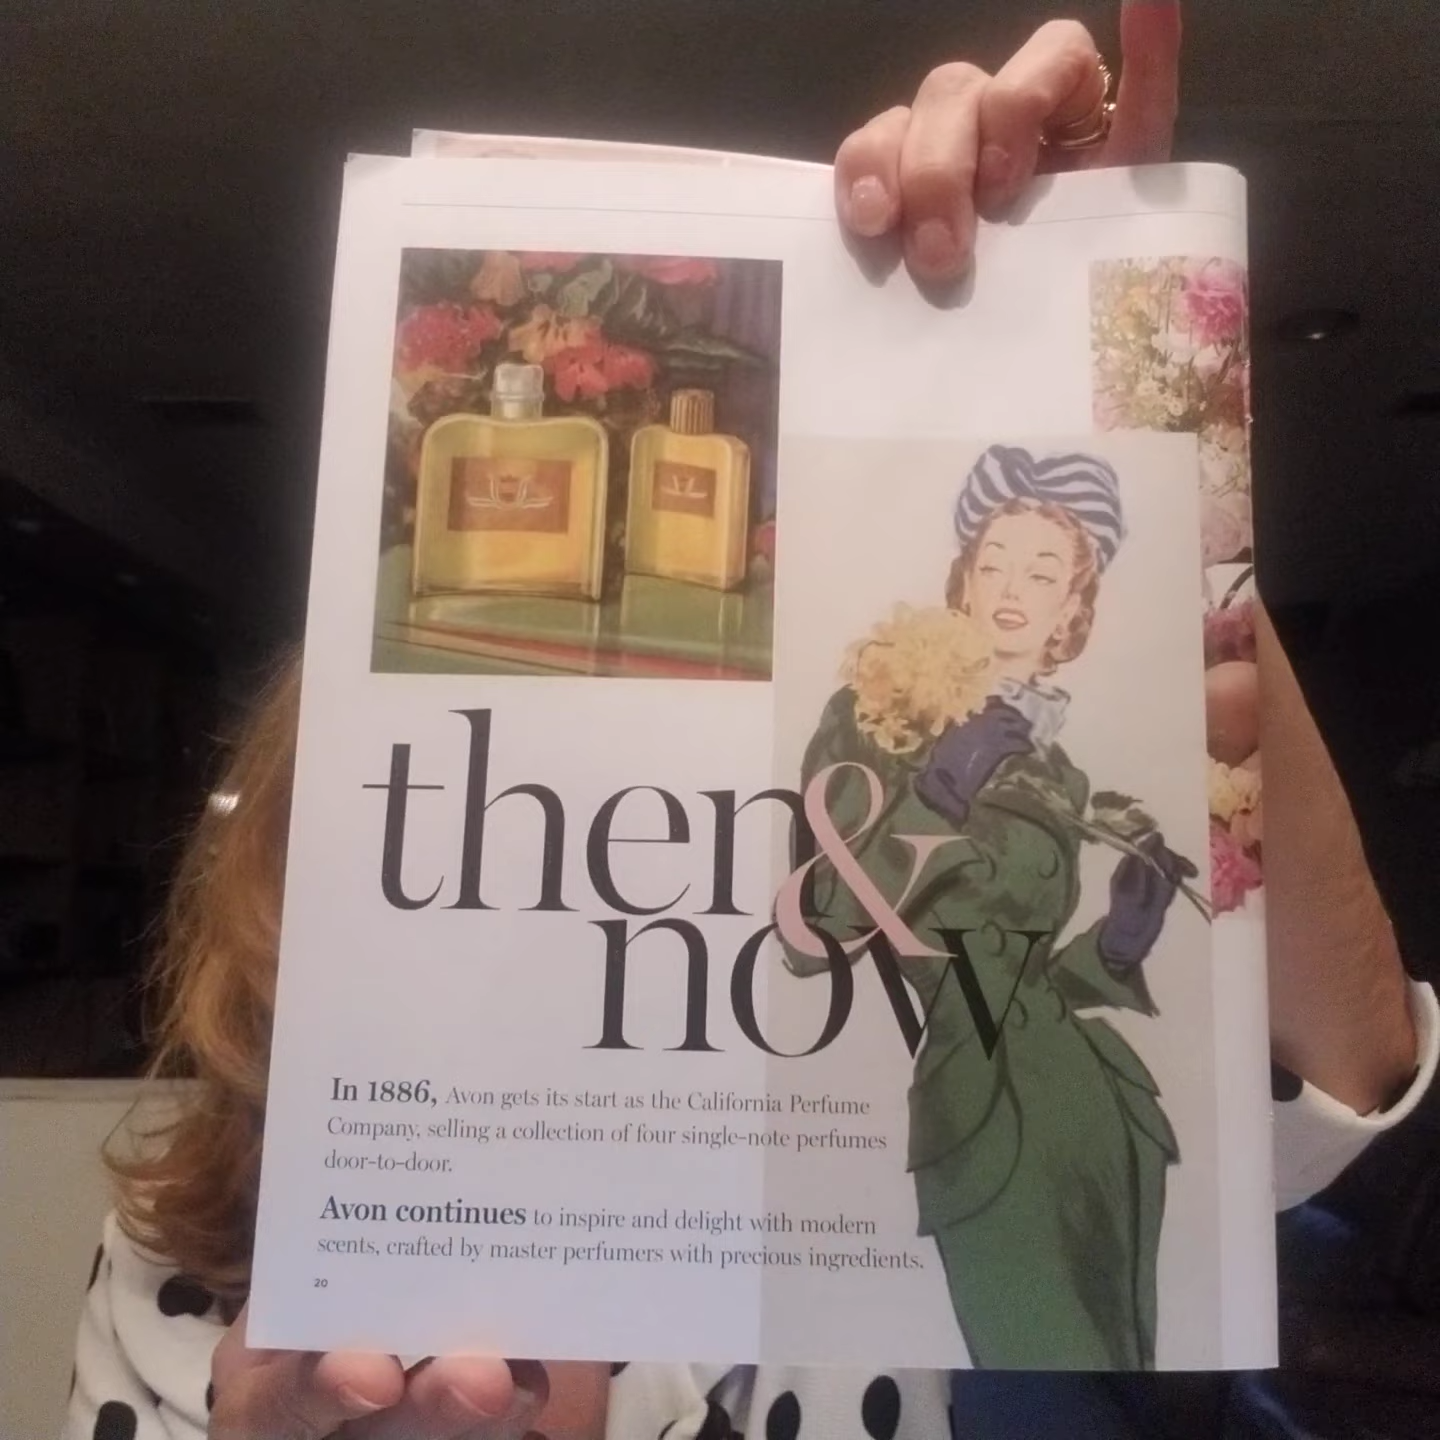 then &
now
In 1886, Avon gets its start as the California Perfume
Company, selling a collection of four single-note perfumes
door-to-door.
Avon continues to inspire and delight with modern
scents, crafted by master perfumers with precious ingredients.
20